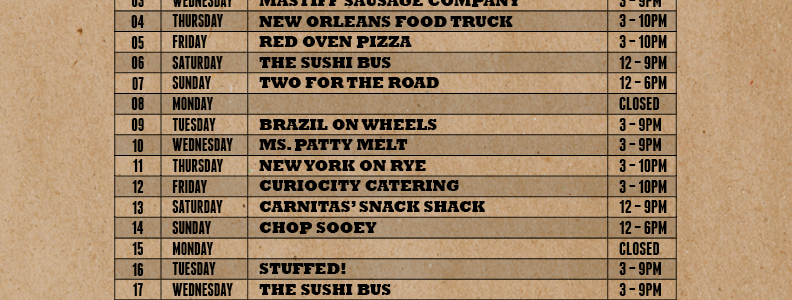 03 WEDNESDAY MASTIFF SAUSAGE COMPANY 3 – 9PM
04 THURSDAY NEW ORLEANS FOOD TRUCK 3 – 10PM
05 FRIDAY RED OVEN PIZZA 3 – 10PM
06 SATURDAY THE SUSHI BUS 12 – 9PM
07 SUNDAY TWO FOR THE ROAD 12 – 6PM
08 MONDAY CLOSED
09 TUESDAY BRAZIL ON WHEELS 3 – 9PM
10 WEDNESDAY MS. PATTY MELT 3 – 9PM
11 THURSDAY NEW YORK ON RYE 3 – 10PM
12 FRIDAY CURIOCITY CATERING 3 – 10PM
13 SATURDAY CARNITAS' SNACK SHACK 12 – 9PM
14 SUNDAY CHOP SOOEY 12 – 6PM
15 MONDAY CLOSED
16 TUESDAY STUFFED! 3 – 9PM
17 WEDNESDAY THE SUSHI BUS 3 – 9PM